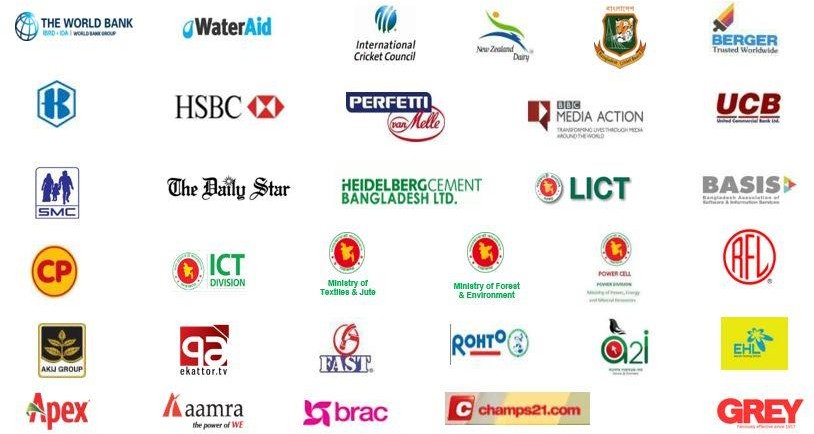 THE WORLD BANK
IBRD • IDA | WORLD BANK GROUP
WaterAid
International
Cricket Council
New Zealand
Dairy
বাংলাদেশ
BERGER
Trusted Worldwide
HSBC
PERFETTI
van Melle
BBC
MEDIA ACTION
TRANSFORMING LIVES THROUGH MEDIA
AROUND THE WORLD
UCB
United Commercial Bank Ltd.
SMC
The Daily Star
HEIDELBERGCEMENT
BANGLADESH LTD.
LICT
BASIS
Bangladesh Association of
Software & Information Services
CP
ICT
DIVISION
Ministry of
Textiles & Jute
Ministry of Forest
& Environment
POWER CELL
POWER DIVISION
Ministry of Power, Energy
and Mineral Resources
RFL
®
AKIJ GROUP
ekattor.tv
FAST
ROHTO
a2i
EHL
Apex
aamra
the power of WE
brac
C champs21.com
GREY
Famously effective since 1917